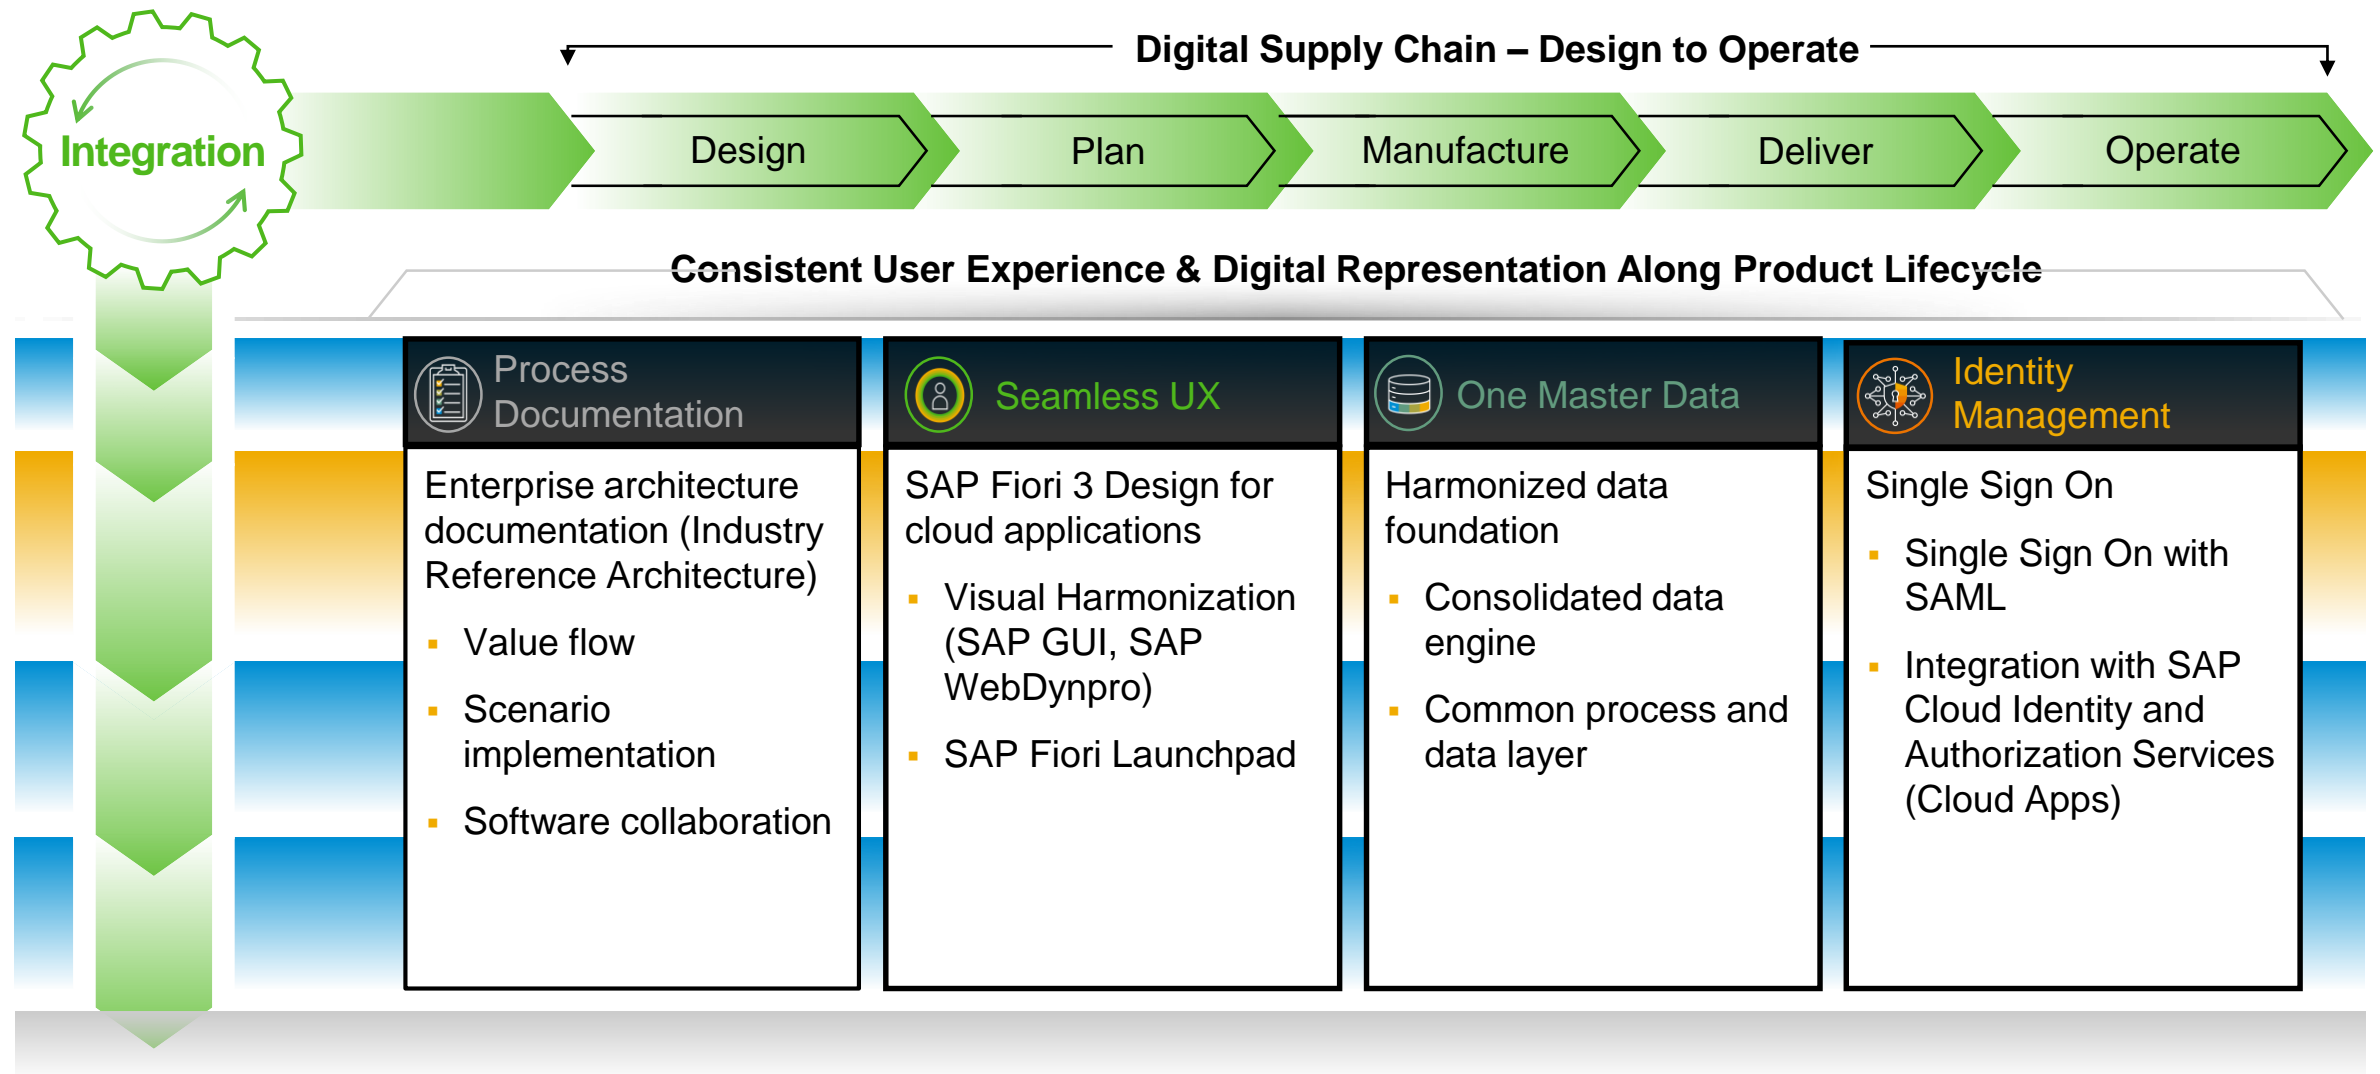 Digital Supply Chain – Design to Operate
Integration
Design
Plan
Manufacture
Deliver
Operate
Consistent User Experience & Digital Representation Along Product Lifecycle
Process
Documentation
Enterprise architecture
documentation (Industry
Reference Architecture)
▪ Value flow
▪ Scenario
implementation
▪ Software collaboration
Seamless UX
SAP Fiori 3 Design for
cloud applications
▪ Visual Harmonization
(SAP GUI, SAP
WebDynpro)
▪ SAP Fiori Launchpad
One Master Data
Harmonized data
foundation
▪ Consolidated data
engine
▪ Common process and
data layer
Identity
Management
Single Sign On
▪ Single Sign On with
SAML
▪ Integration with SAP
Cloud Identity and
Authorization Services
(Cloud Apps)